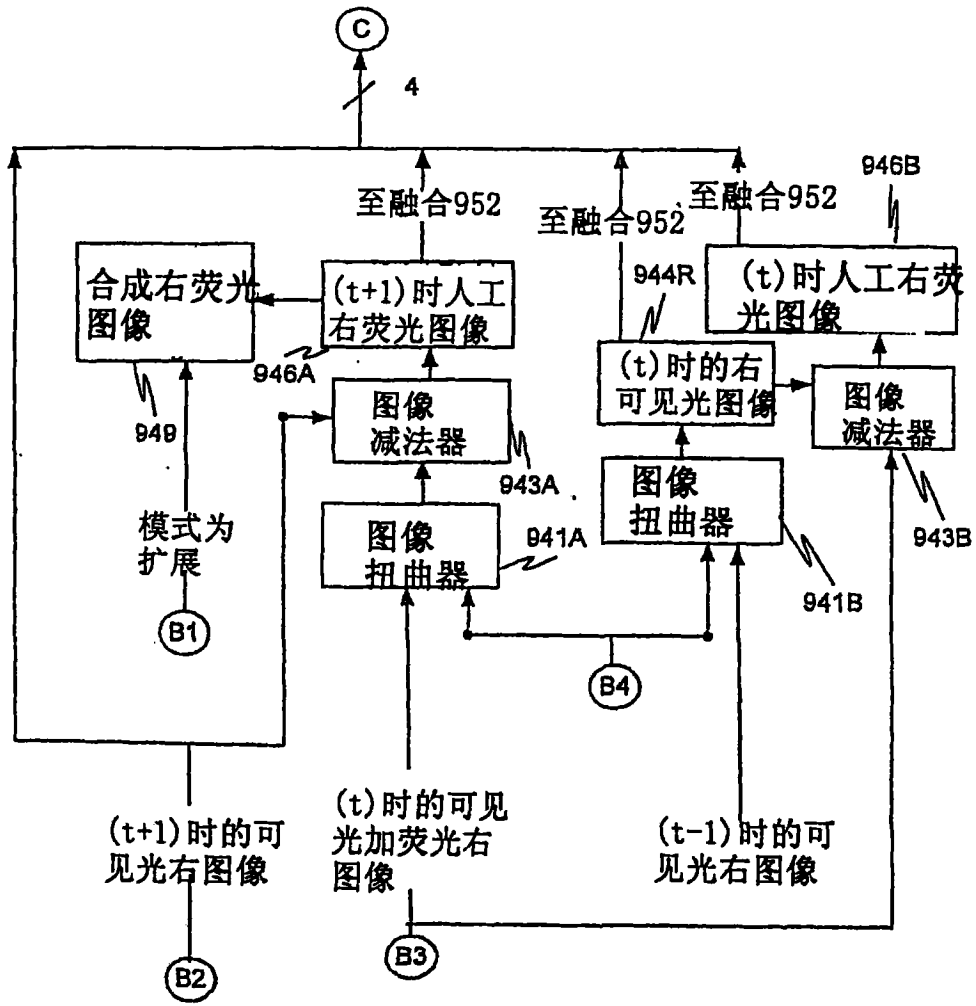 C
4
946B
至融合952
至融合952
至融合952
合成右荧光
图像
(t+1)时人工
右荧光图像
944R
(t)时人工右荧
光图像
946A
(t)时的右
可见光图像
949
图像
减法器
图像
减法器
943A
图像
扭曲器
模式为
扩展
图像
扭曲器
941A
943B
941B
B1
B4
(t+1)时的可
见光右图像
(t)时的可见
光加荧光右
图像
(t-1)时的可
见光右图像
B3
B2